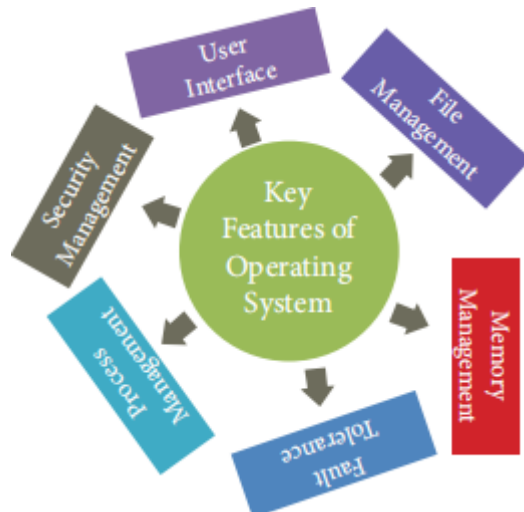 Key
Features of
Operating
System
User
Interface
File
Management
Memory
Management
Fault
Tolerance
Process
Management
Security
Management